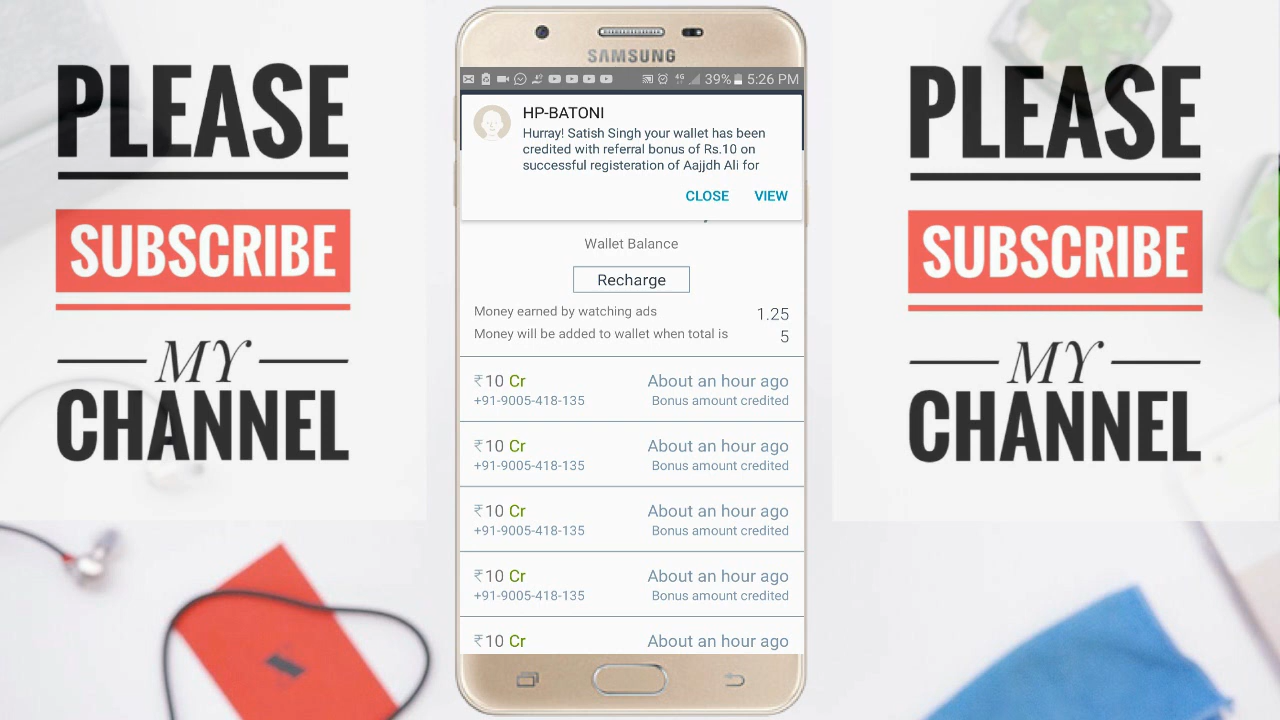 PLEASE
SUBSCRIBE
MY
CHANNEL
SAMSUNG
4G 39% 5:26 PM
HP-BATONI
Hurray! Satish Singh your wallet has been
credited with referral bonus of Rs.10 on
successful registeration of Aajjdh Ali for
CLOSE VIEW
Wallet Balance
Recharge
Money earned by watching ads 1.25
Money will be added to wallet when total is 5
₹10 Cr About an hour ago
+91-9005-418-135 Bonus amount credited
₹10 Cr About an hour ago
+91-9005-418-135 Bonus amount credited
₹10 Cr About an hour ago
+91-9005-418-135 Bonus amount credited
₹10 Cr About an hour ago
+91-9005-418-135 Bonus amount credited
₹10 Cr About an hour ago
PLEASE
SUBSCRIBE
MY
CHANNEL